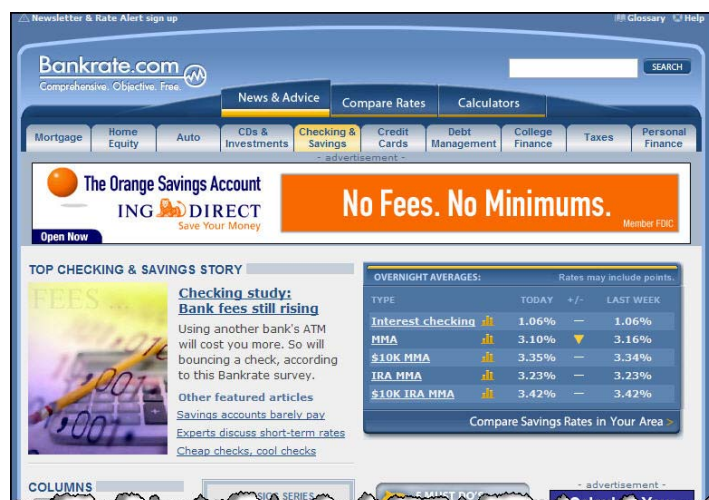 Newsletter & Rate Alert sign up
Glossary Help
Bankrate.com
Comprehensive. Objective. Free.
SEARCH
News & Advice Compare Rates Calculators
Mortgage Home Equity Auto CDs & Investments Checking & Savings Credit Cards Debt Management College Finance Taxes Personal Finance
- advertisement -
The Orange Savings Account
ING DIRECT
Save Your Money
Open Now
No Fees. No Minimums.
Member FDIC
TOP CHECKING & SAVINGS STORY
FEES ...
Checking study:
Bank fees still rising
Using another bank's ATM
will cost you more. So will
bouncing a check, according
to this Bankrate survey.
Other featured articles
Savings accounts barely pay
Experts discuss short-term rates
Cheap checks, cool checks
OVERNIGHT AVERAGES: Rates may include points.
TYPE TODAY +/- LAST WEEK
Interest checking 1.06% — 1.06%
MMA 3.10% 3.16%
$10K MMA 3.35% — 3.34%
IRA MMA 3.23% — 3.23%
$10K IRA MMA 3.42% — 3.42%
Compare Savings Rates in Your Area >
COLUMNS
SERIES
- advertisement -